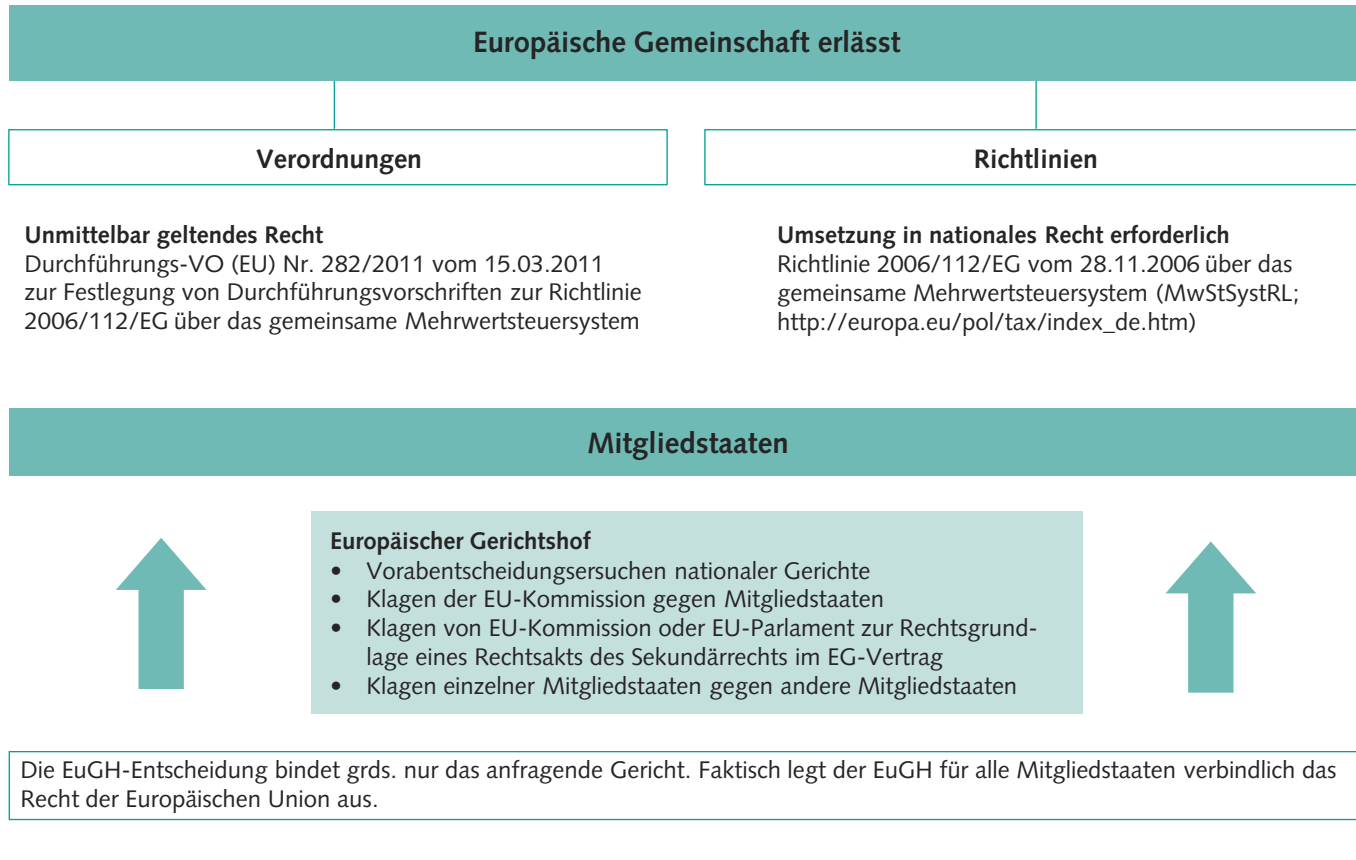 Europäische Gemeinschaft erlässt
Verordnungen
Richtlinien
Unmittelbar geltendes Recht
Durchführungs-VO (EU) Nr. 282/2011 vom 15.03.2011
zur Festlegung von Durchführungsvorschriften zur Richtlinie
2006/112/EG über das gemeinsame Mehrwertsteuersystem
Umsetzung in nationales Recht erforderlich
Richtlinie 2006/112/EG vom 28.11.2006 über das
gemeinsame Mehrwertsteuersystem (MwStSystRL;
http://europa.eu/pol/tax/index_de.htm)
Mitgliedstaaten
Europäischer Gerichtshof
• Vorabentscheidungsersuchen nationaler Gerichte
• Klagen der EU-Kommission gegen Mitgliedstaaten
• Klagen von EU-Kommission oder EU-Parlament zur Rechtsgrund-
lage eines Rechtsakts des Sekundärrechts im EG-Vertrag
• Klagen einzelner Mitgliedstaaten gegen andere Mitgliedstaaten
Die EuGH-Entscheidung bindet grds. nur das anfragende Gericht. Faktisch legt der EuGH für alle Mitgliedstaaten verbindlich das
Recht der Europäischen Union aus.